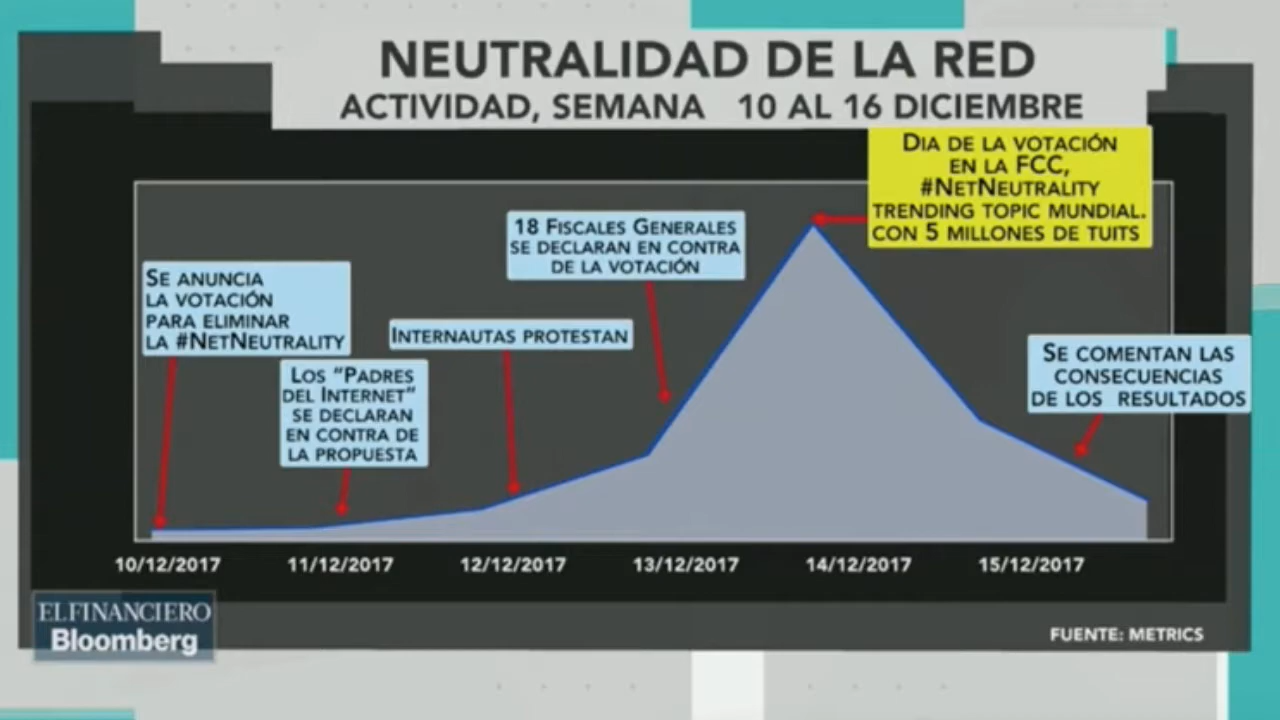 NEUTRALIDAD DE LA RED
ACTIVIDAD, SEMANA 10 AL 16 DICIEMBRE
DIA DE LA VOTACIÓN
EN LA FCC,
#NETNEUTRALITY
TRENDING TOPIC MUNDIAL.
CON 5 MILLONES DE TUITS
18 FISCALES GENERALES
SE DECLARAN EN CONTRA
DE LA VOTACIÓN
SE ANUNCIA
LA VOTACIÓN
PARA ELIMINAR
LA #NETNEUTRALITY
INTERNAUTAS PROTESTAN
LOS “PADRES
DEL INTERNET”
SE DECLARAN
EN CONTRA DE
LA PROPUESTA
SE COMENTAN LAS
CONSECUENCIAS
DE LOS RESULTADOS
10/12/2017 11/12/2017 12/12/2017 13/12/2017 14/12/2017 15/12/2017
EL FINANCIERO
Bloomberg
FUENTE: METRICS